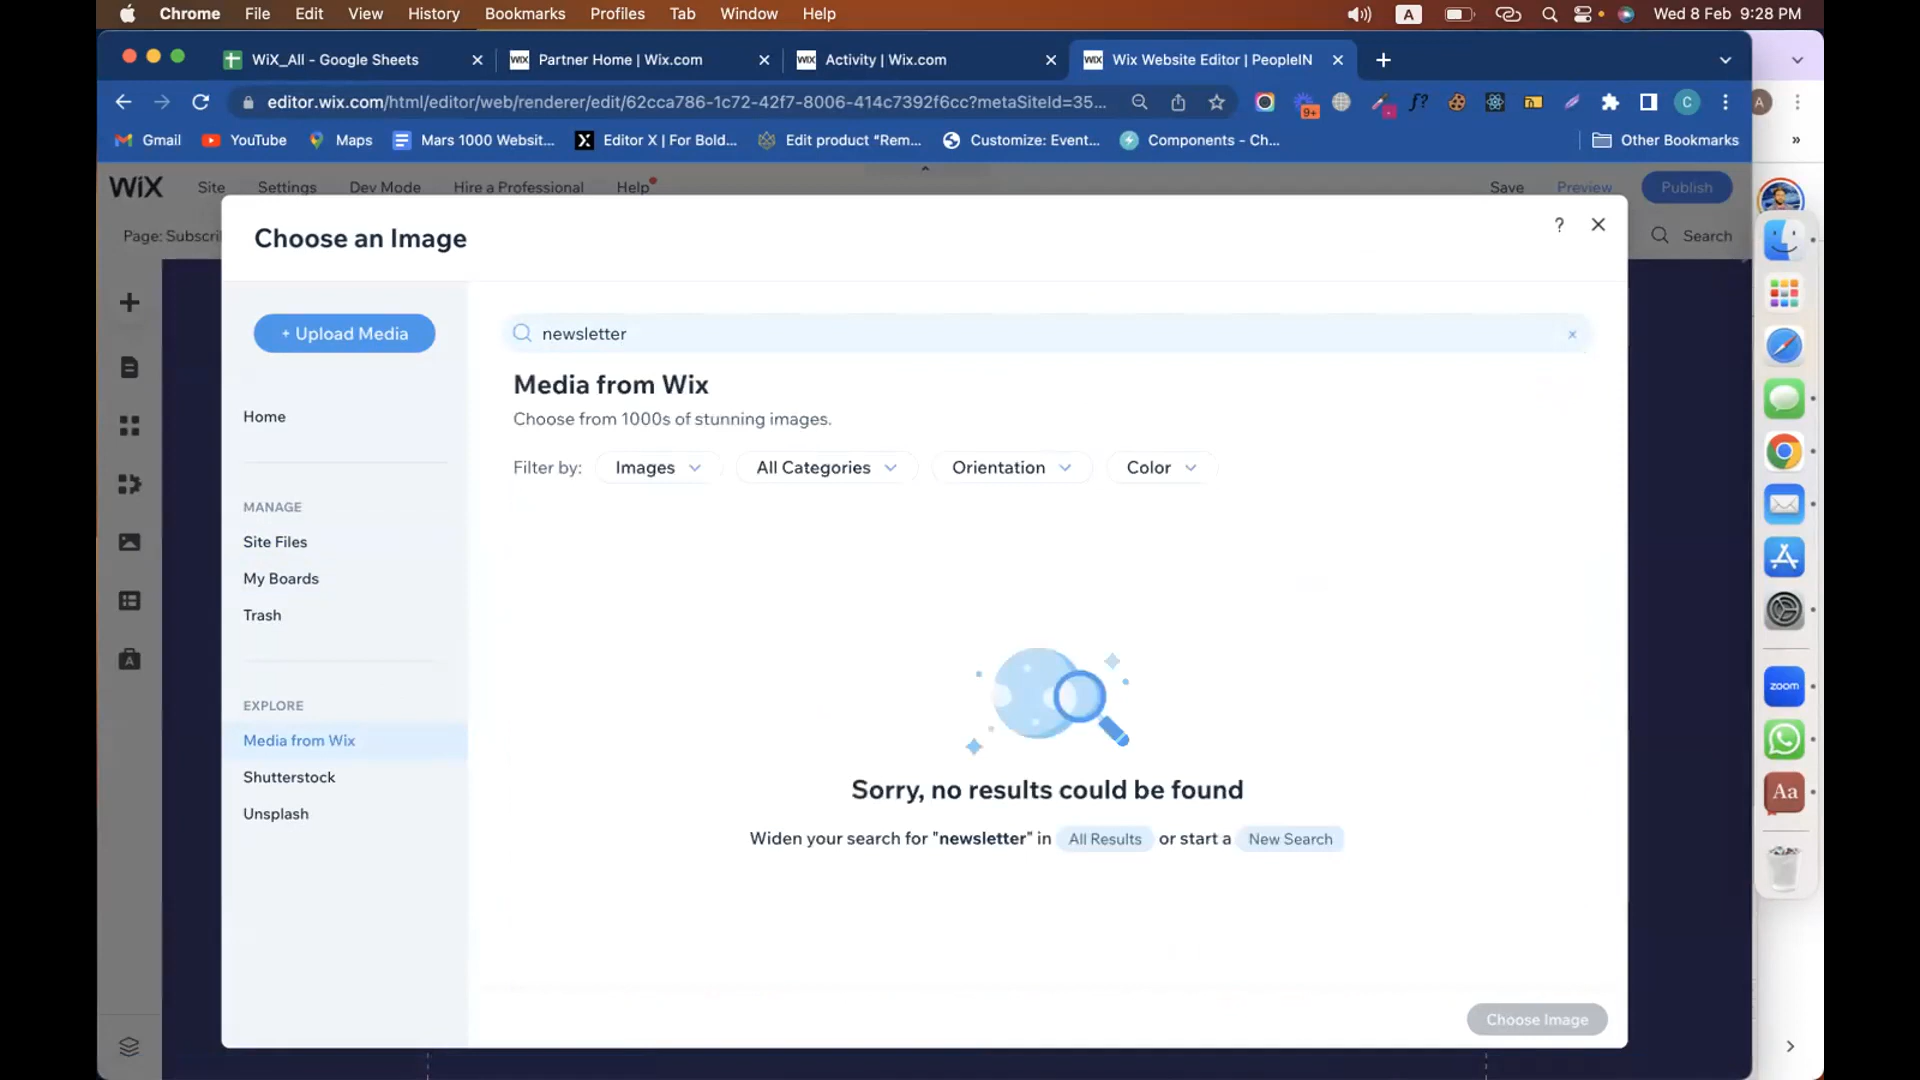 Chrome File Edit View History Bookmarks Profiles Tab Window Help A Wed 8 Feb 9:28 PM
WiX_All - Google Sheets WIX Partner Home | Wix.com WIX Activity | Wix.com WIX Wix Website Editor | PeopleIN
editor.wix.com/html/editor/web/renderer/edit/62cca786-1c72-42f7-8006-414c7392f6cc?metaSiteId=35... 9+ f? C A
Gmail YouTube Maps Mars 1000 Websit... X Editor X | For Bold... Edit product “Rem... Customize: Event... Components - Ch... Other Bookmarks »
WiX Site Settings Dev Mode Hire a Professional Help Save Preview Publish
Page: Subscri Search
Choose an Image ?
+ Upload Media
newsletter
Media from Wix
Choose from 1000s of stunning images.
Filter by: Images All Categories Orientation Color
Home
MANAGE
Site Files
My Boards
Trash
EXPLORE
Media from Wix
Shutterstock
Unsplash
Sorry, no results could be found
Widen your search for "newsletter" in All Results or start a New Search
Choose Image
zoom
Aa